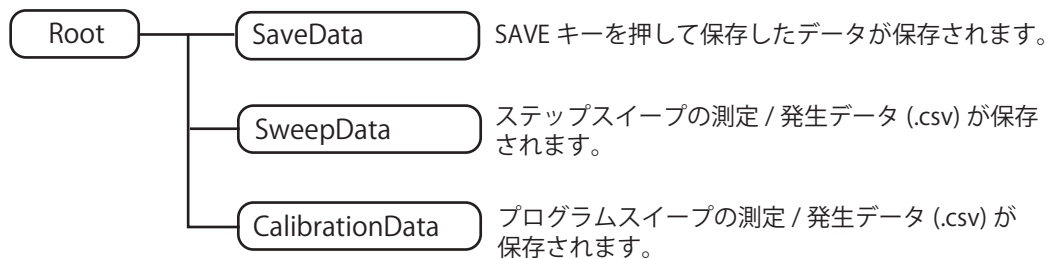 Root
SaveData
SAVE キーを押して保存したデータが保存されます。
SweepData
ステップスイープの測定 / 発生データ (.csv) が保存
されます。
CalibrationData
プログラムスイープの測定 / 発生データ (.csv) が
保存されます。